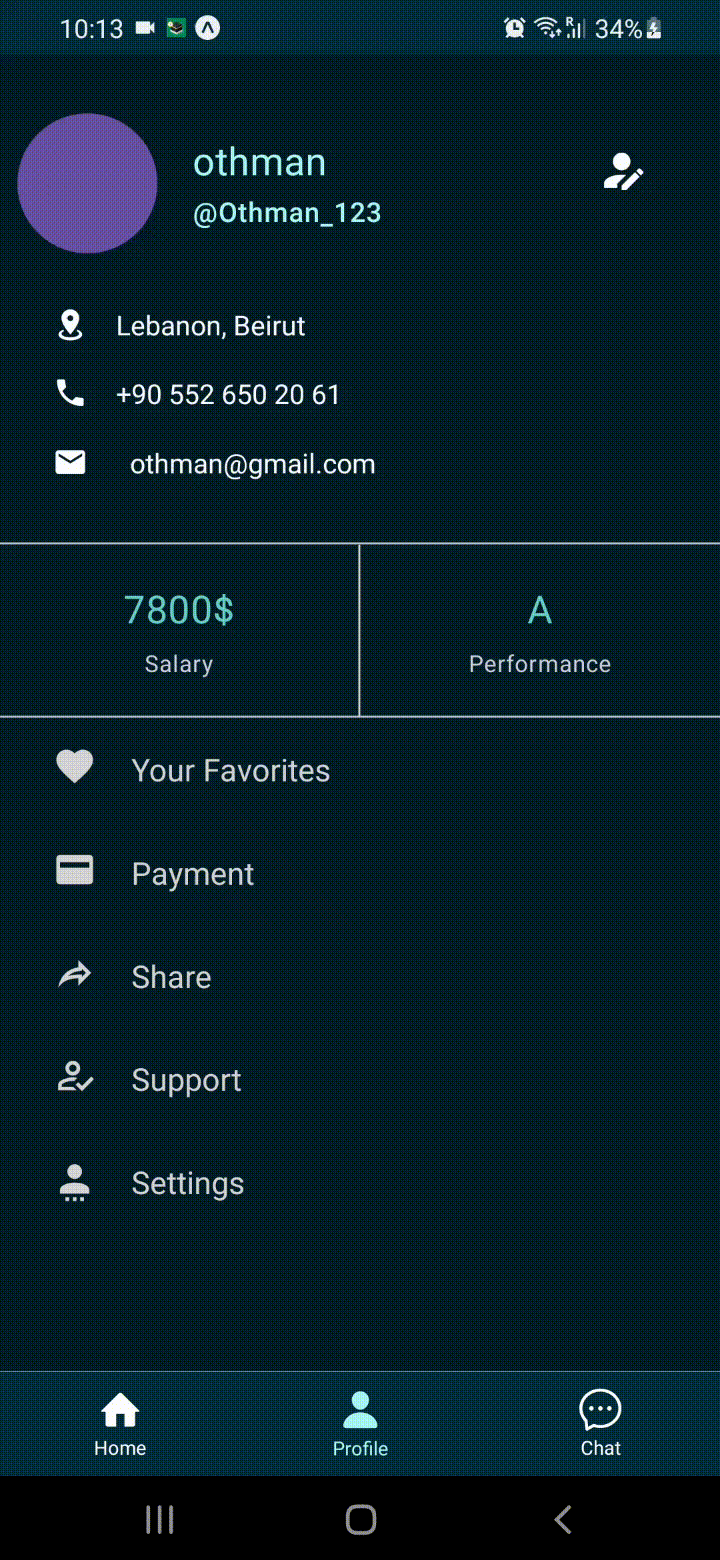 10:13 R 34%
othman
@Othman_123
Lebanon, Beirut
+90 552 650 20 61
othman@gmail.com
7800$ A
Salary Performance
Your Favorites
Payment
Share
Support
Settings
Home Profile Chat